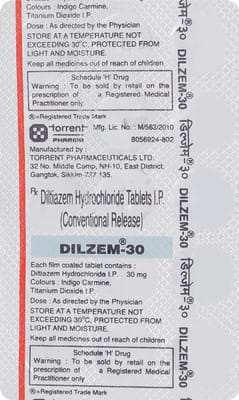 Colours : Indigo Carmine,
Titanium Dioxide I.P.
Dose : As directed by the Physician
STORE AT A TEMPERATURE NOT
EXCEEDING 30°C, PROTECTED FROM
LIGHT AND MOISTURE.
Keep all medicines out of reach of children
Schedule 'H' Drug
Warning : To be sold by retail on the
prescription of a Registered Medical
Practitioner only
®=Registered Trade Mark
torrent
PHARMA
Mfg. Lic. No. : M/563/2010
8056924-802
Manufactured by :
TORRENT PHARMACEUTICALS LTD.
32 No. Middle Camp, NH-10, East District,
Gangtok, Sikkim-737 135.
Rx Diltiazem Hydrochloride Tablets I.P.
(Conventional Release)
DILZEM®-30
Each film coated tablet contains :
Diltiazem Hydrochloride I.P. 30 mg
Colours : Indigo Carmine,
Titanium Dioxide I.P.
Dose : As directed by the Physician
STORE AT A TEMPERATURE NOT
EXCEEDING 30°C, PROTECTED FROM
LIGHT AND MOISTURE.
Keep all medicines out of reach of children
Schedule 'H' Drug
Warning : To be sold by retail on the
prescription of a Registered Medical
Practitioner only
®=Registered Trade Mark
डिल्ज़ेम®-३०
DILZEM®-30
डिल्ज़ेम®-३०
DILZEM®-30